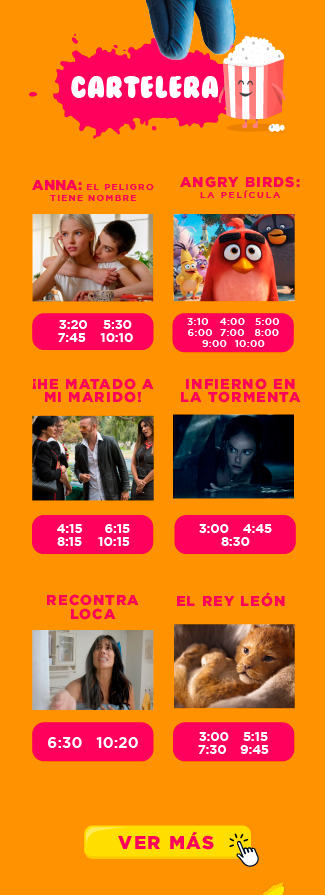 CARTELERA
ANNA: EL PELIGRO
TIENE NOMBRE
3:20 5:30
7:45 10:10
ANGRY BIRDS:
LA PELÍCULA
3:10 4:00 5:00
6:00 7:00 8:00
9:00 10:00
¡HE MATADO A
MI MARIDO!
4:15 6:15
8:15 10:15
INFIERNO EN
LA TORMENTA
3:00 4:45
8:30
RECONTRA
LOCA
6:30 10:20
EL REY LEÓN
3:00 5:15
7:30 9:45
VER MÁS